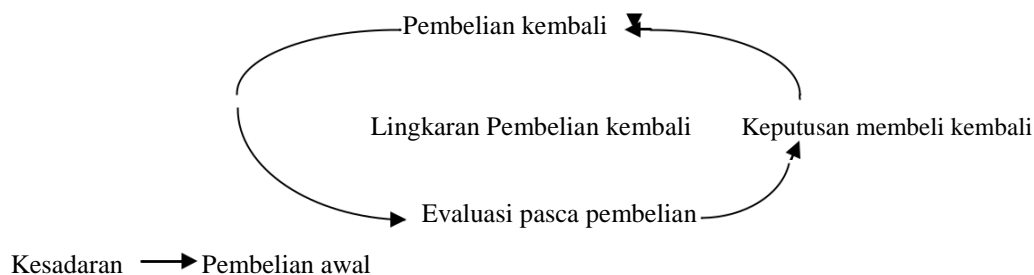 Pembelian kembali
Lingkaran Pembelian kembali
Keputusan membeli kembali
Evaluasi pasca pembelian
Kesadaran
Pembelian awal